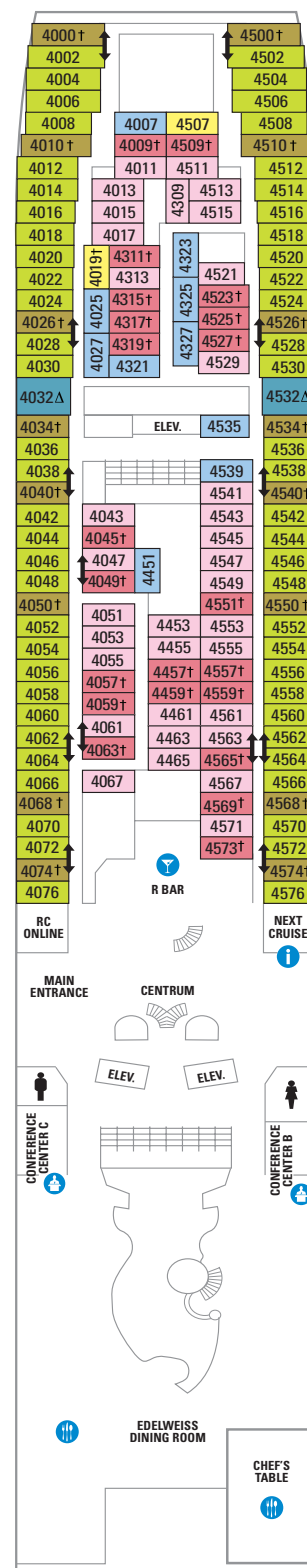 4000† 4500†
4002 4502
4004 4504
4006 4506
4008 4007 4507 4508
4010† 4009† 4509† 4510†
4012 4011 4511 4512
4014 4013 4309 4513 4514
4016 4015 4515 4516
4018 4017 4518
4020 4019† 4311† 4323 4520
4022 4313 4521 4522
4024 4025 4315† 4325 4523† 4524
4026† 4317† 4525† 4526†
4028 4027 4319† 4327 4527† 4528
4030 4321 4529 4530
4032Δ 4532Δ
4034† ELEV. 4535 4534†
4036 4536
4038 4539 4538
4040† 4541 4540†
4042 4043 4543 4542
4044 4045† 4545 4544
4046 4047 4451 4547 4546
4048 4049† 4549 4548
4050† 4551† 4550†
4052 4051 4453 4553 4552
4054 4053 4455 4555 4554
4056 4055 4457† 4557† 4556
4058 4057† 4459† 4559† 4558
4060 4059† 4461 4561 4560
4062 4061 4463 4563 4562
4064 4063† 4465 4565† 4564
4066 4067 4567 4566
4068† 4569† 4568†
4070 4571 4570
4072 4573† 4572
4074† 4574†
4076 4576
R BAR
RC
ONLINE
NEXT
CRUISE
MAIN
ENTRANCE
CENTRUM
ELEV. ELEV.
CONFERENCE
CENTER C
CONFERENCE
CENTER B
EDELWEISS
DINING ROOM
CHEF'S
TABLE